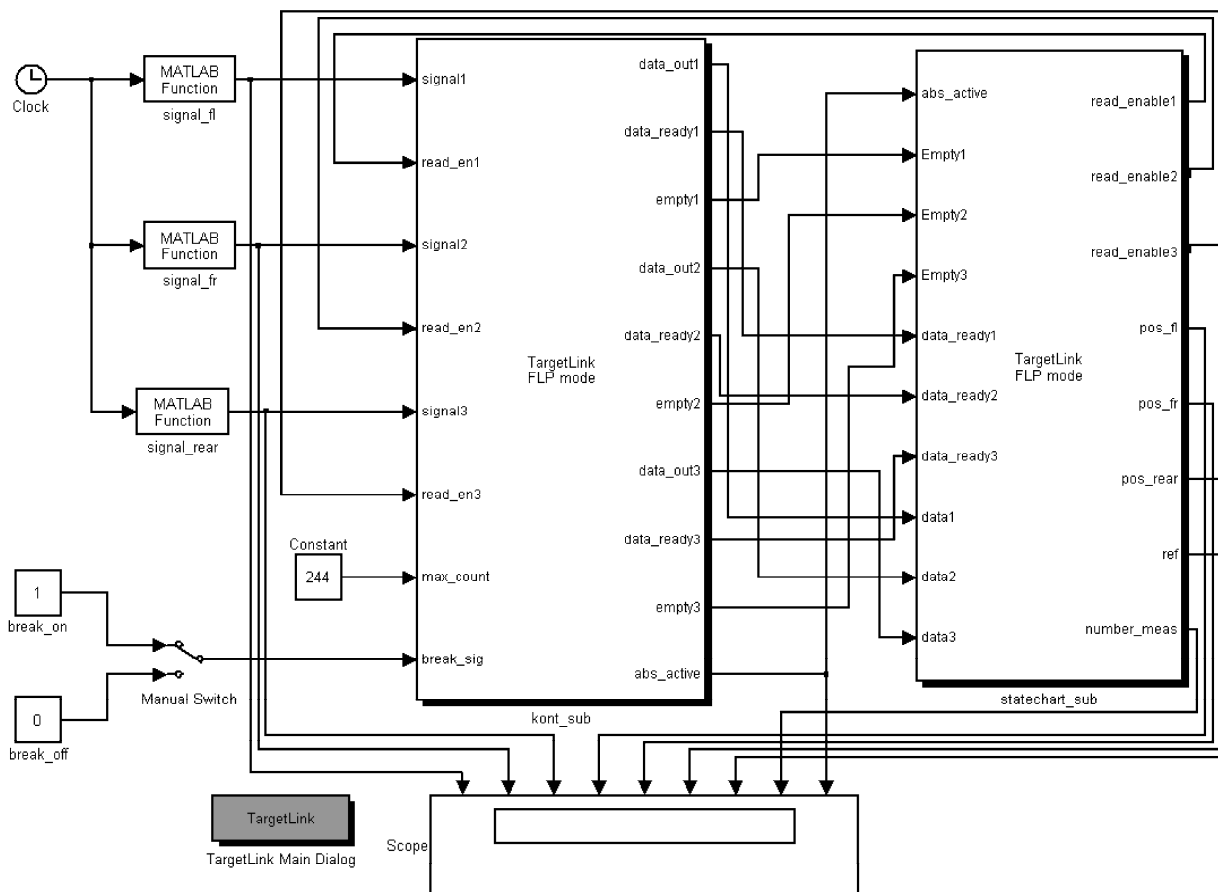 Clock
MATLAB
Function
signal_fl
MATLAB
Function
signal_fr
MATLAB
Function
signal_rear
Constant
244
1
break_on
0
break_off
Manual Switch
signal1
read_en1
signal2
read_en2
signal3
read_en3
max_count
break_sig
TargetLink
FLP mode
data_out1
data_ready1
empty1
data_out2
data_ready2
empty2
data_out3
data_ready3
empty3
abs_active
kont_sub
abs_active
Empty1
Empty2
Empty3
data_ready1
data_ready2
data_ready3
data1
data2
data3
TargetLink
FLP mode
read_enable1
read_enable2
read_enable3
pos_fl
pos_fr
pos_rear
ref
number_meas
statechart_sub
TargetLink
TargetLink Main Dialog
Scope